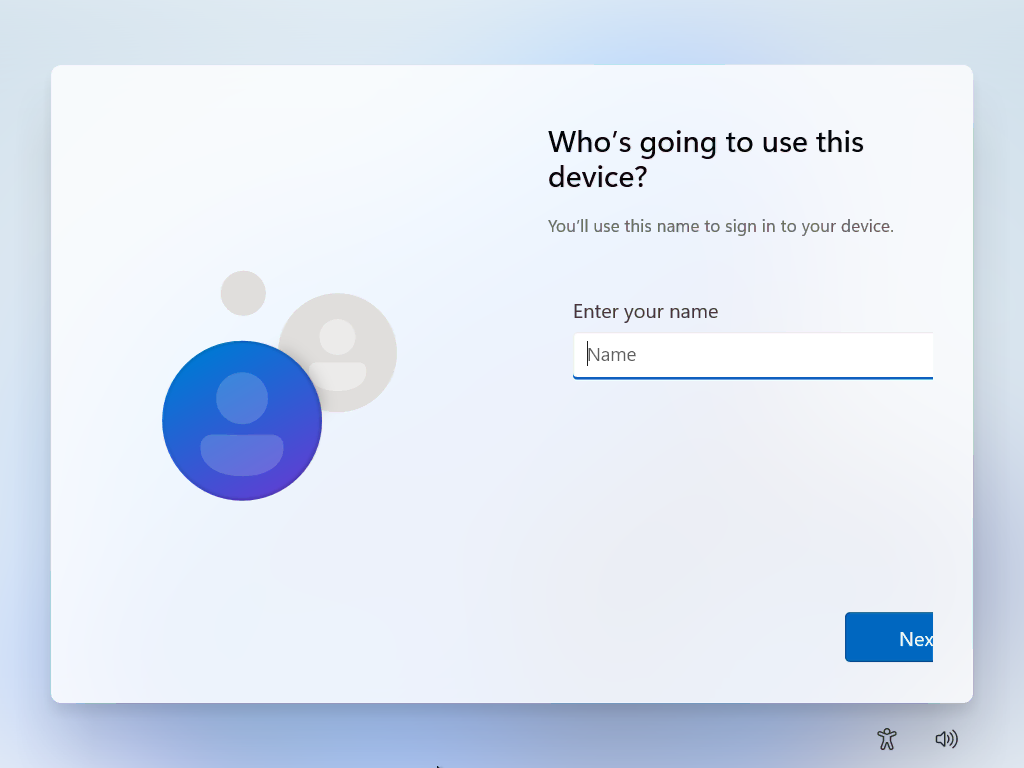 Who's going to use this
device?
You'll use this name to sign in to your device.
Enter your name
Name
Nex